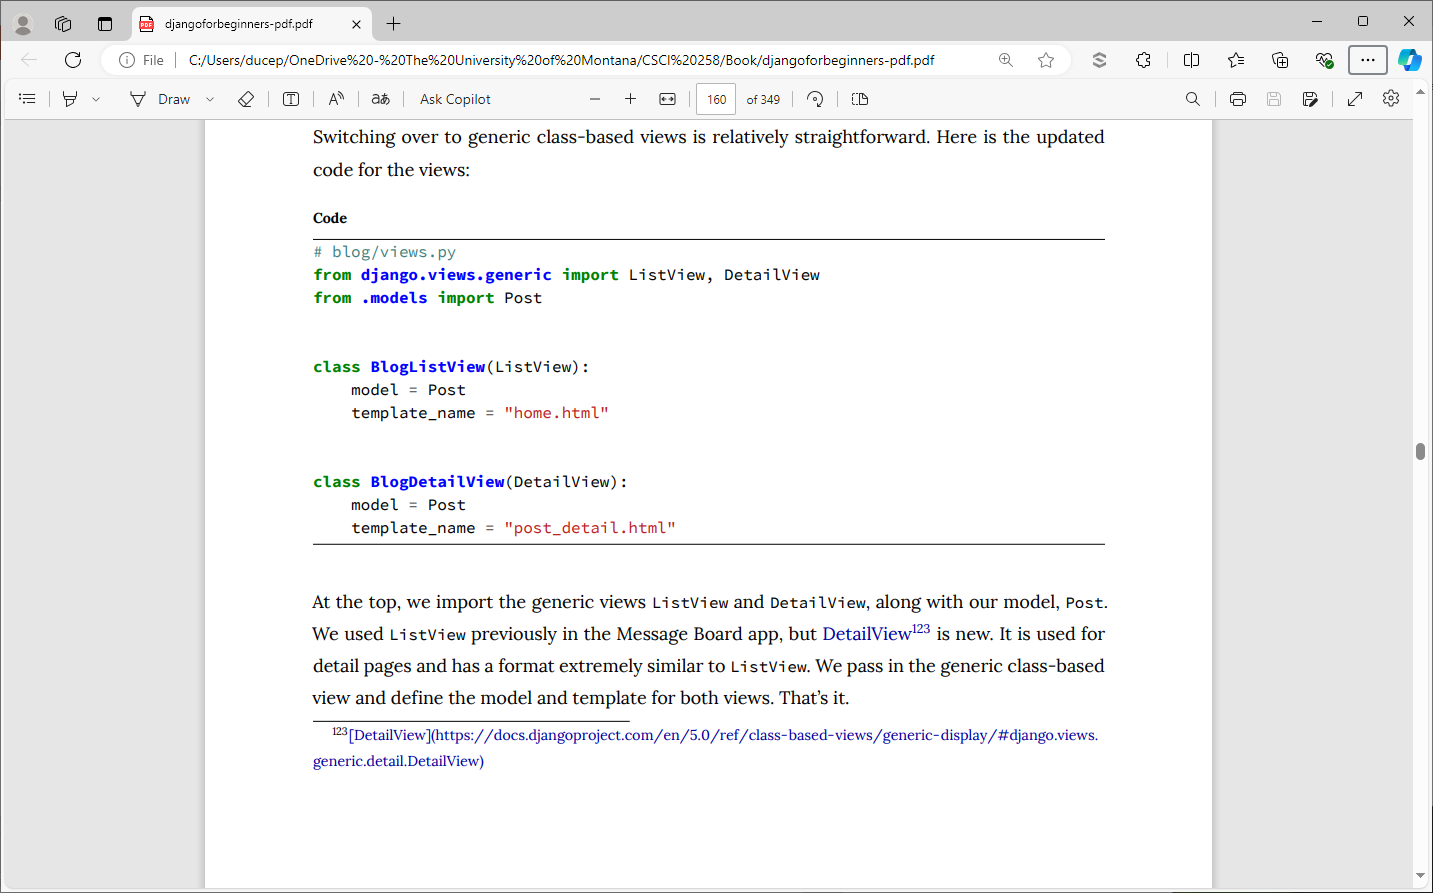 djangoforbeginners-pdf.pdf
File
C:/Users/ducep/OneDrive%20-%20The%20University%20of%20Montana/CSCI%20258/Book/djangoforbeginners-pdf.pdf
Draw
Ask Copilot
160 of 349
Switching over to generic class-based views is relatively straightforward. Here is the updated
code for the views:
Code
# blog/views.py
from django.views.generic import ListView, DetailView
from .models import Post
class BlogListView(ListView):
    model = Post
    template_name = "home.html"
class BlogDetailView(DetailView):
    model = Post
    template_name = "post_detail.html"
At the top, we import the generic views ListView and DetailView, along with our model, Post.
We used ListView previously in the Message Board app, but DetailView123 is new. It is used for
detail pages and has a format extremely similar to ListView. We pass in the generic class-based
view and define the model and template for both views. That's it.
123[DetailView](https://docs.djangoproject.com/en/5.0/ref/class-based-views/generic-display/#django.views.
generic.detail.DetailView)